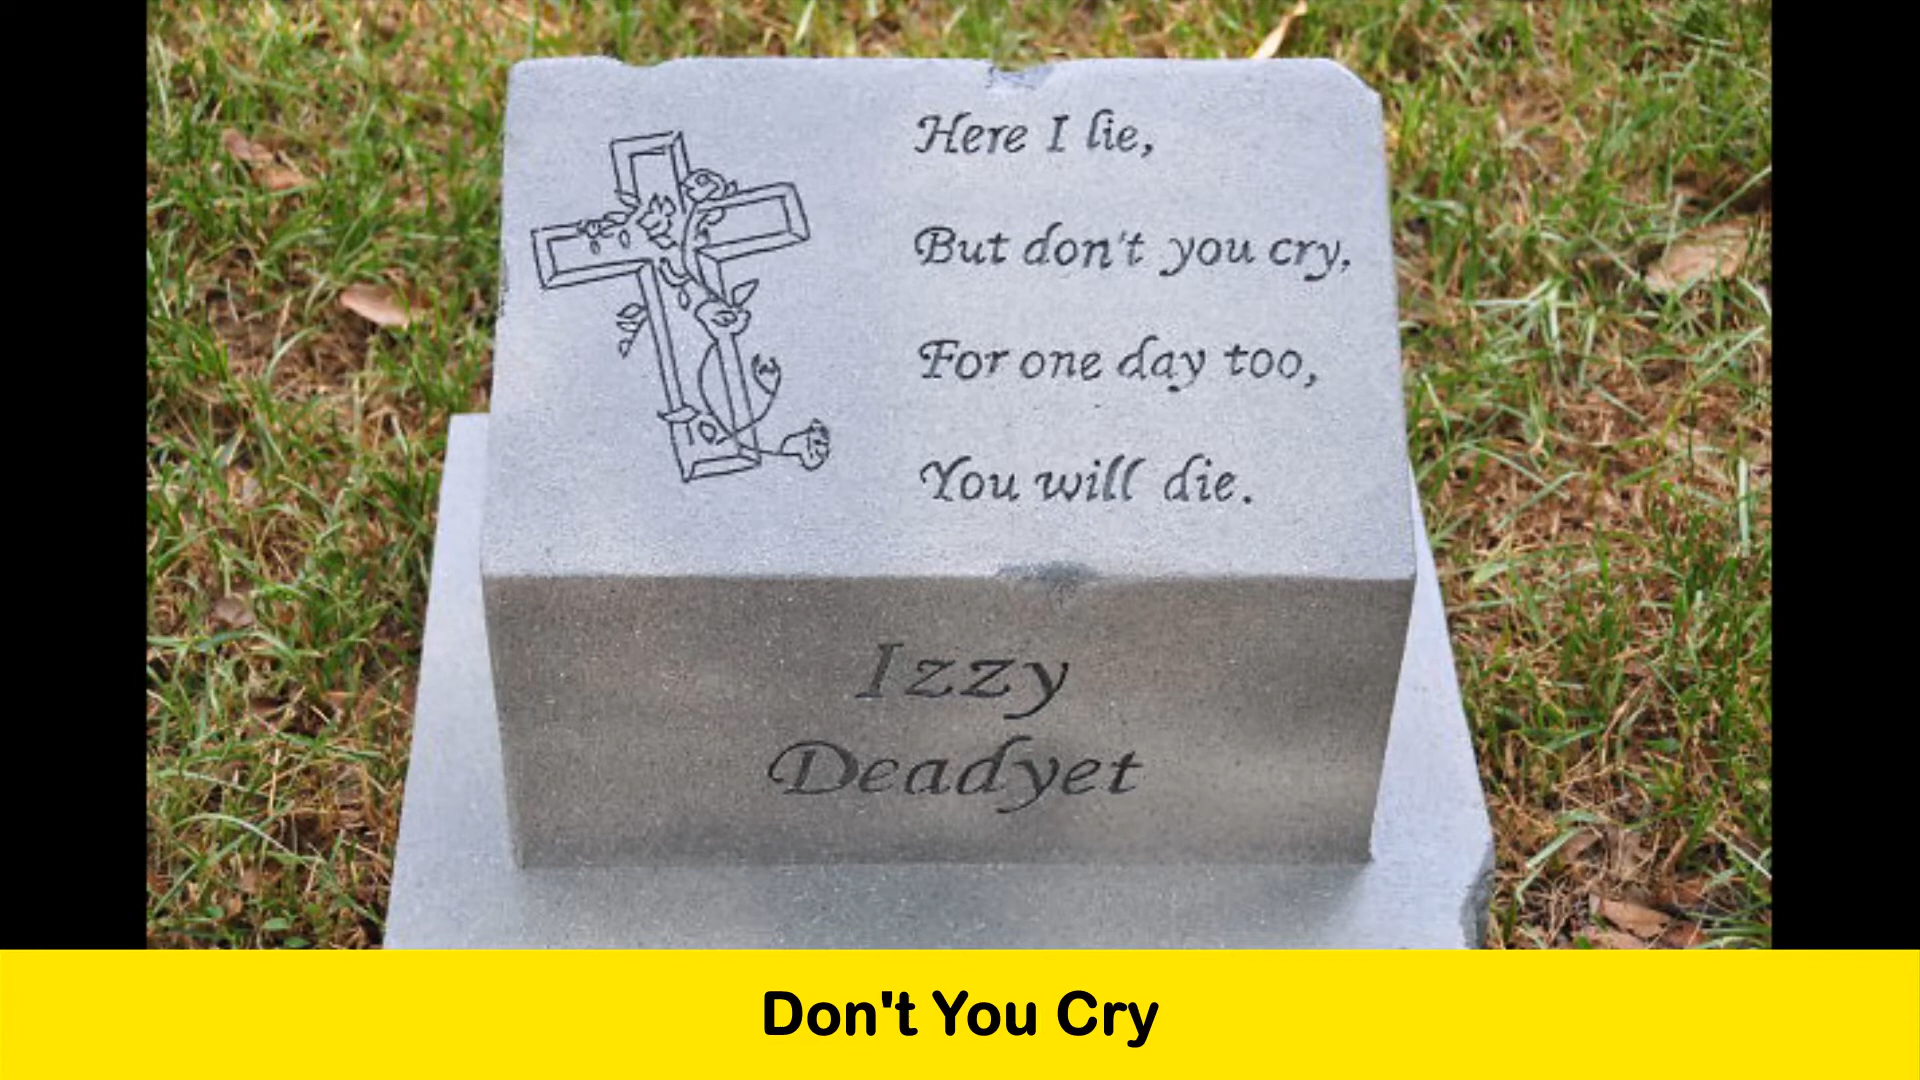 Here I lie,
But don't you cry,
For one day too,
You will die.
Izzy
Deadyet
Don't You Cry